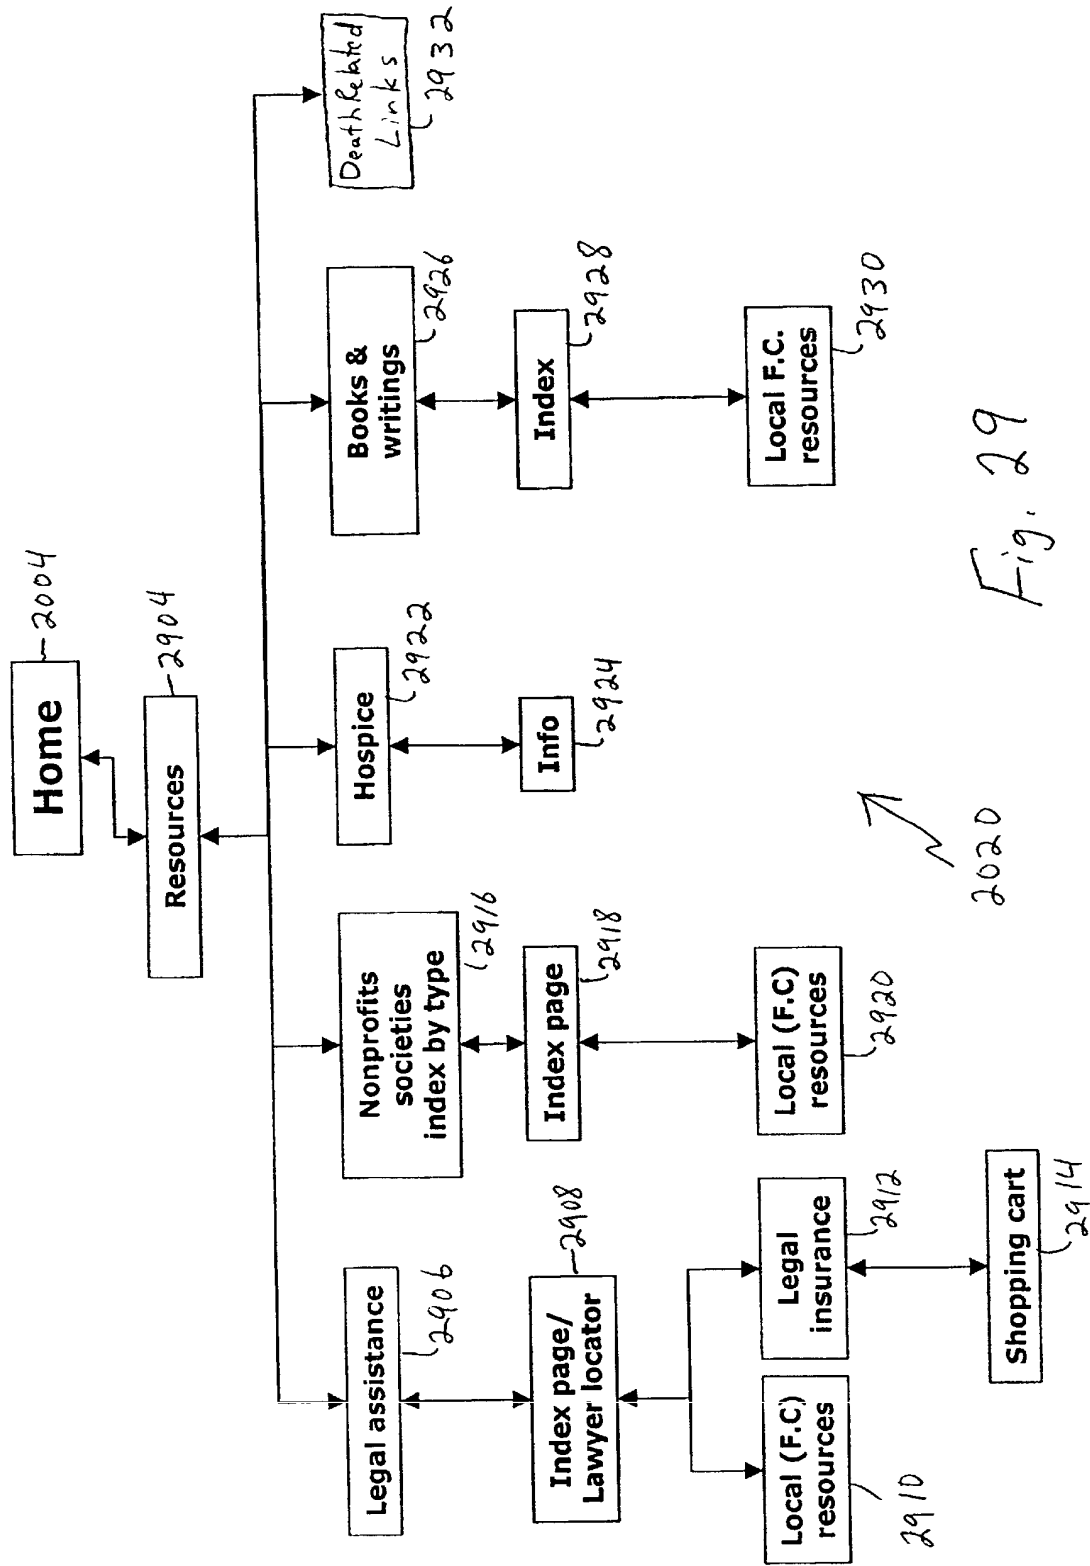 Home
2004
Resources
2904
Legal assistance
2906
Nonprofits
societies
index by type
2916
Hospice
2922
Books &
writings
2926
DeathRelated
Links
2932
Index page/
Lawyer locator
2908
Index page
2918
Info
2924
Index
2928
Local (F.C)
resources
2910
Legal
insurance
2912
Local (F.C)
resources
2920
Local F.C.
resources
2930
Shopping cart
2914
2020
Fig. 29